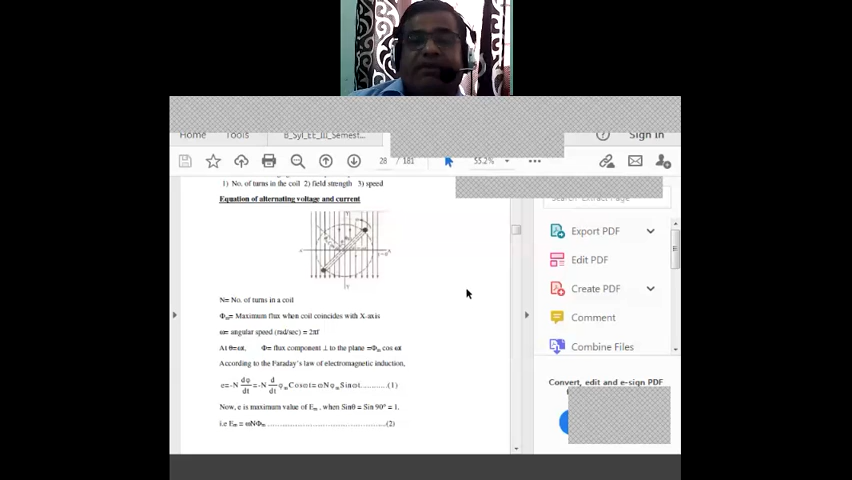 Home Tools 8_Syl_EE_III_Semest... Sign In
28 / 181 55.2%
1) No. of turns in the coil 2) field strength 3) speed
Equation of alternating voltage and current
N= No. of turns in a coil
Φm= Maximum flux when coil coincides with X-axis
ω= angular speed (rad/sec) = 2πf
At θ=ωt, Φ= flux component ⊥ to the plane =Φm cos ωt
According to the Faraday's law of electromagnetic induction,
e=-N dφ/dt =-N d/dt φm Cosωt=ωNφm Sinωt............(1)
Now, e is maximum value of Em, when Sinθ = Sin 90° = 1.
i.e Em = ωNΦm ......................................................(2)
Export PDF
Edit PDF
Create PDF
Comment
Combine Files
Convert, edit and e-sign PDF